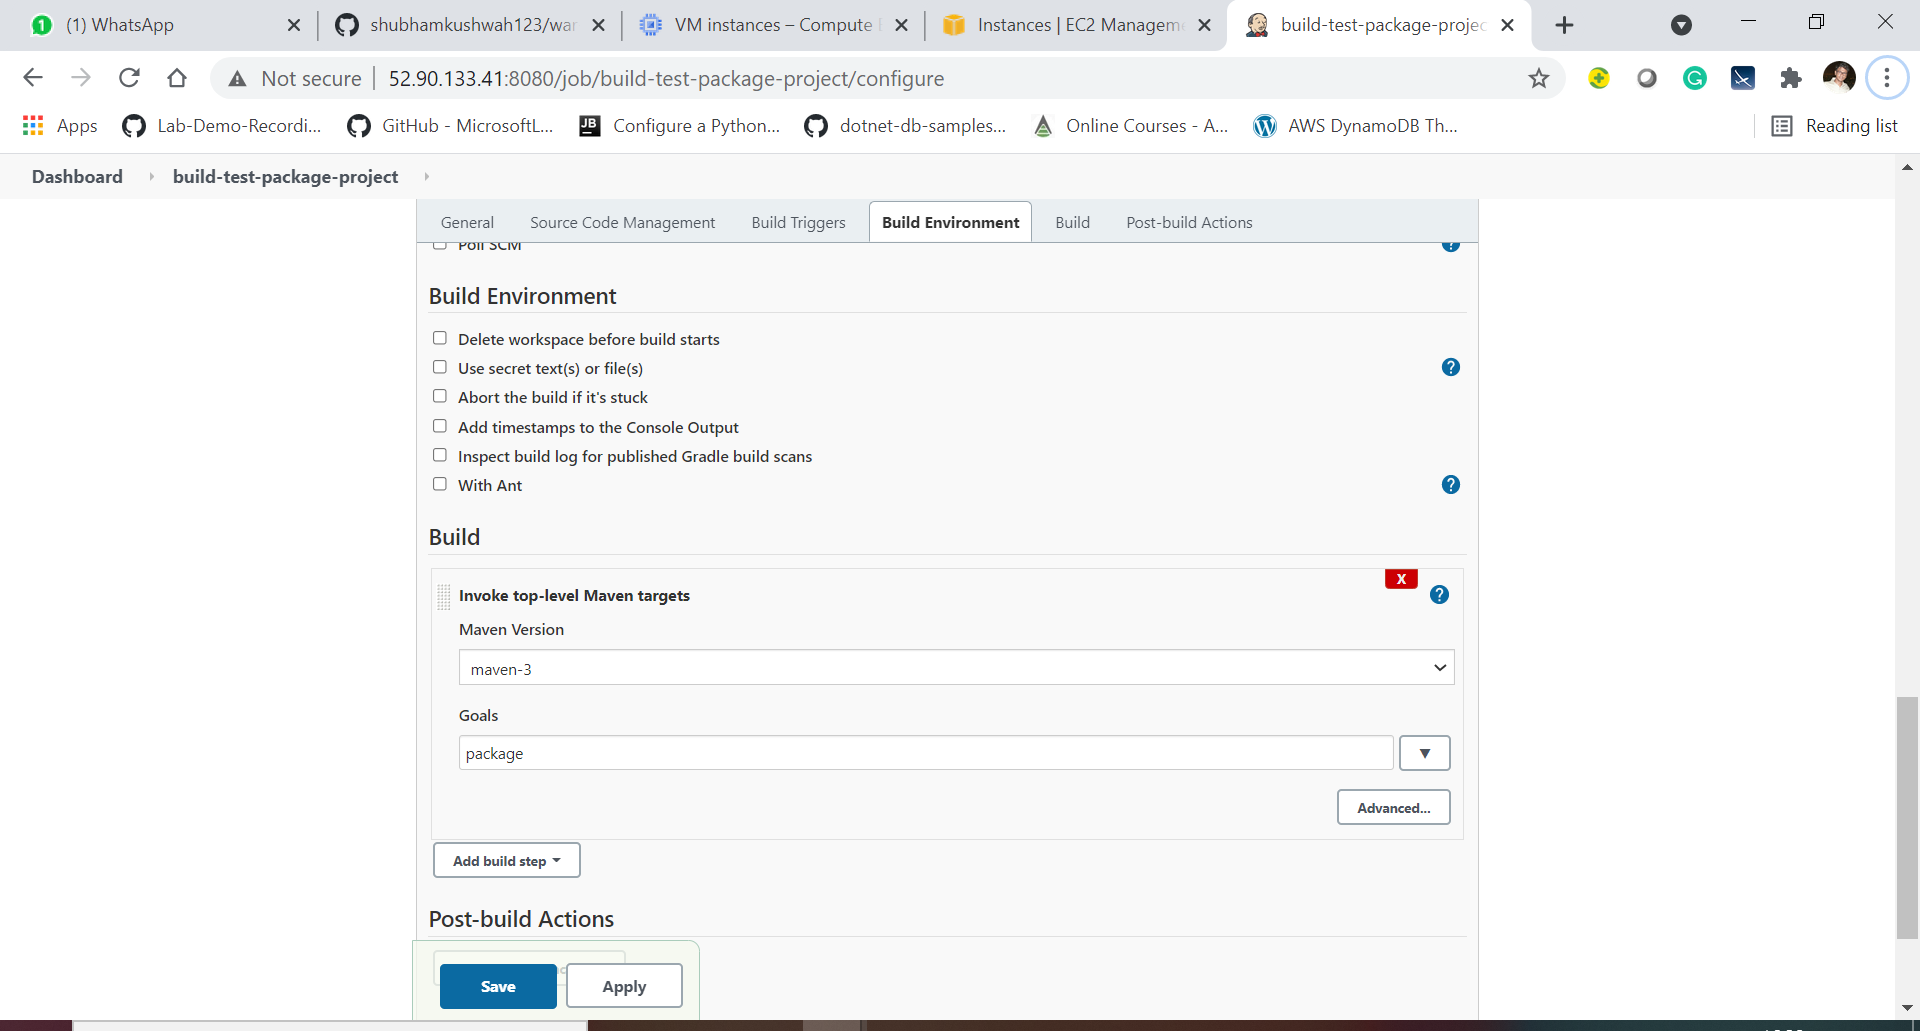 (1) WhatsApp
shubhamkushwah123/war
VM instances – Compute E
Instances | EC2 Manageme
build-test-package-projec
Not secure
52.90.133.41:8080/job/build-test-package-project/configure
Apps
Lab-Demo-Recordi...
GitHub - MicrosoftL...
JB
Configure a Python...
dotnet-db-samples...
Online Courses - A...
AWS DynamoDB Th...
Reading list
Dashboard
build-test-package-project
General
Source Code Management
Build Triggers
Build Environment
Build
Post-build Actions
Poll SCM
?
Build Environment
Delete workspace before build starts
Use secret text(s) or file(s)
?
Abort the build if it's stuck
Add timestamps to the Console Output
Inspect build log for published Gradle build scans
With Ant
?
Build
X
Invoke top-level Maven targets
?
Maven Version
maven-3
Goals
package
Advanced...
Add build step
Post-build Actions
Save
Apply